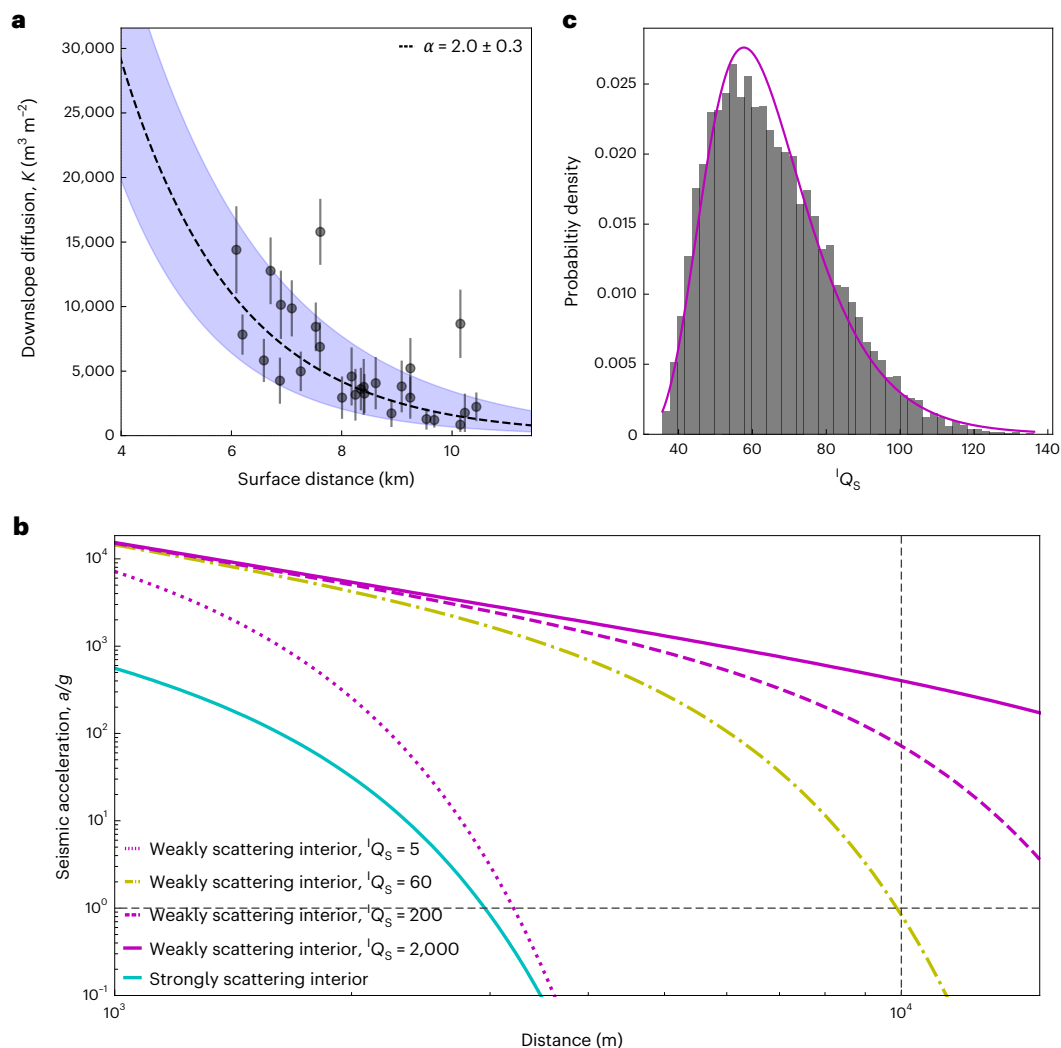 a
α = 2.0 ± 0.3
30,000
25,000
20,000
15,000
10,000
5,000
0
Downslope diffusion, K (m³ m⁻²)
4
6
8
10
Surface distance (km)
c
0.025
0.020
0.015
0.010
0.005
0
Probabiltiy density
40
60
80
100
120
140
ᴵQₛ
b
10⁴
10³
10²
10¹
10⁰
10⁻¹
Seismic acceleration, a/g
Weakly scattering interior, ᴵQₛ = 5
Weakly scattering interior, ᴵQₛ = 60
Weakly scattering interior, ᴵQₛ = 200
Weakly scattering interior, ᴵQₛ = 2,000
Strongly scattering interior
10³
10⁴
Distance (m)